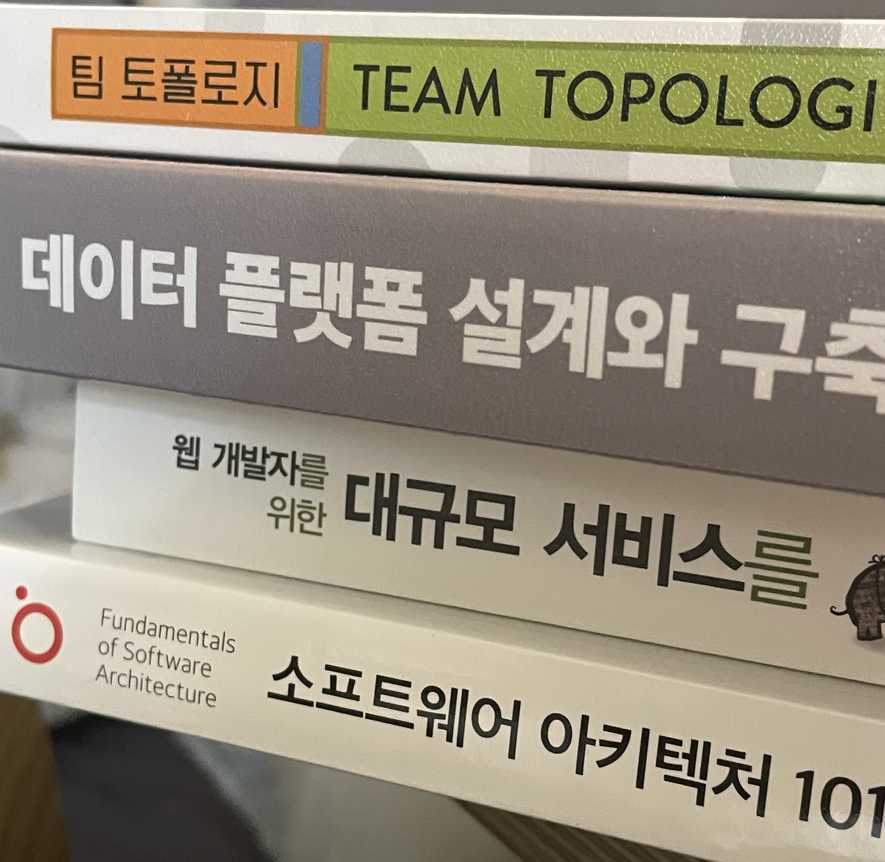 팀 토폴로지 TEAM TOPOLOGI
데이터 플랫폼 설계와 구축
웹 개발자를
위한 대규모 서비스를
Fundamentals
of Software
Architecture
소프트웨어 아키텍처 101